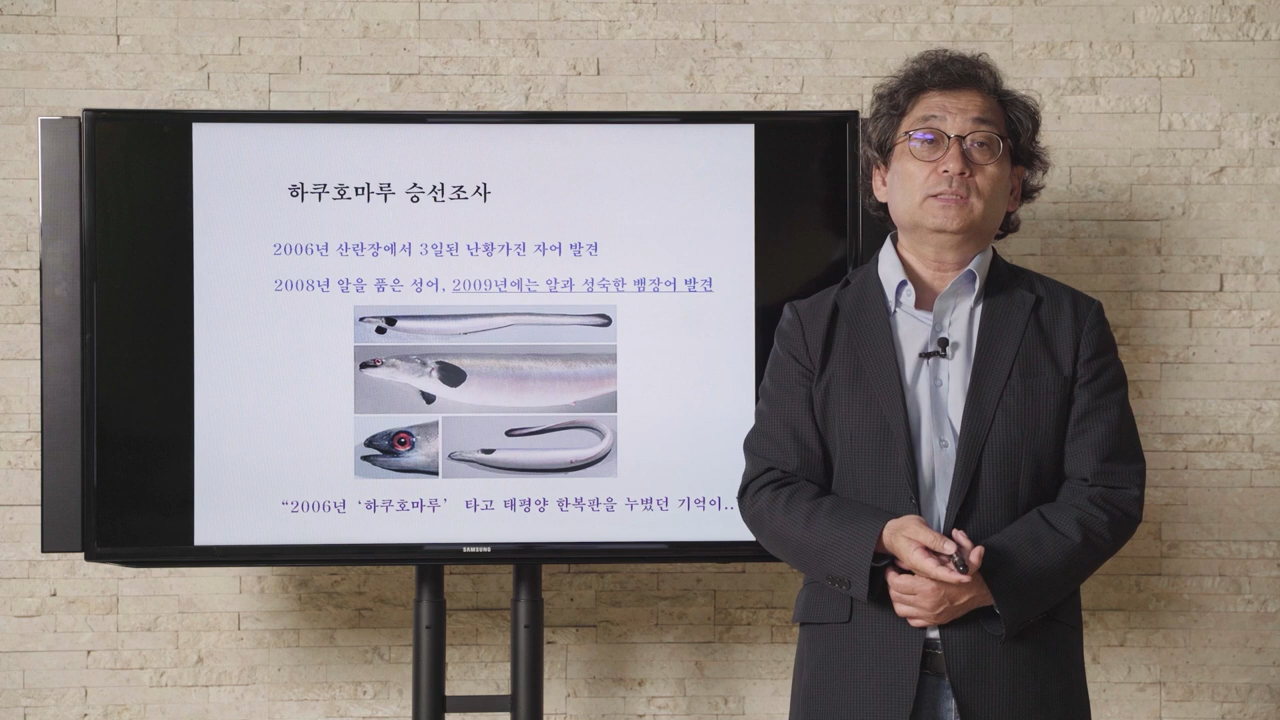 하쿠호마루 승선조사
2006년 산란장에서 3일된 난황가진 자어 발견
2008년 알을 품은 성어, 2009년에는 알과 성숙한 뱀장어 발견
“2006년 ‘하쿠호마루’ 타고 태평양 한복판을 누볐던 기억이..
SAMSUNG